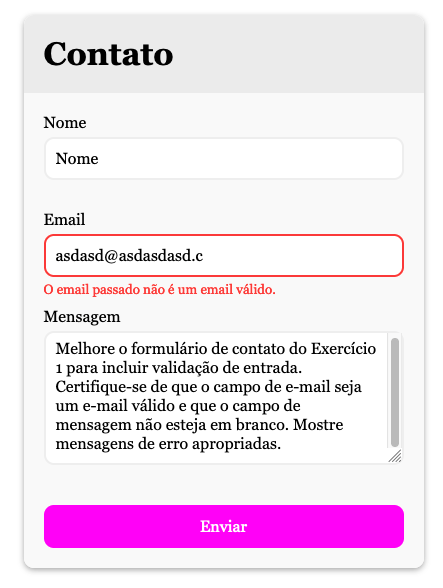 Contato
Nome
Nome
Email
asdasd@asdasdasd.c
O email passado não é um email válido.
Mensagem
Melhore o formulário de contato do Exercício
1 para incluir validação de entrada.
Certifique-se de que o campo de e-mail seja
um e-mail válido e que o campo de
mensagem não esteja em branco. Mostre
mensagens de erro apropriadas.
Enviar